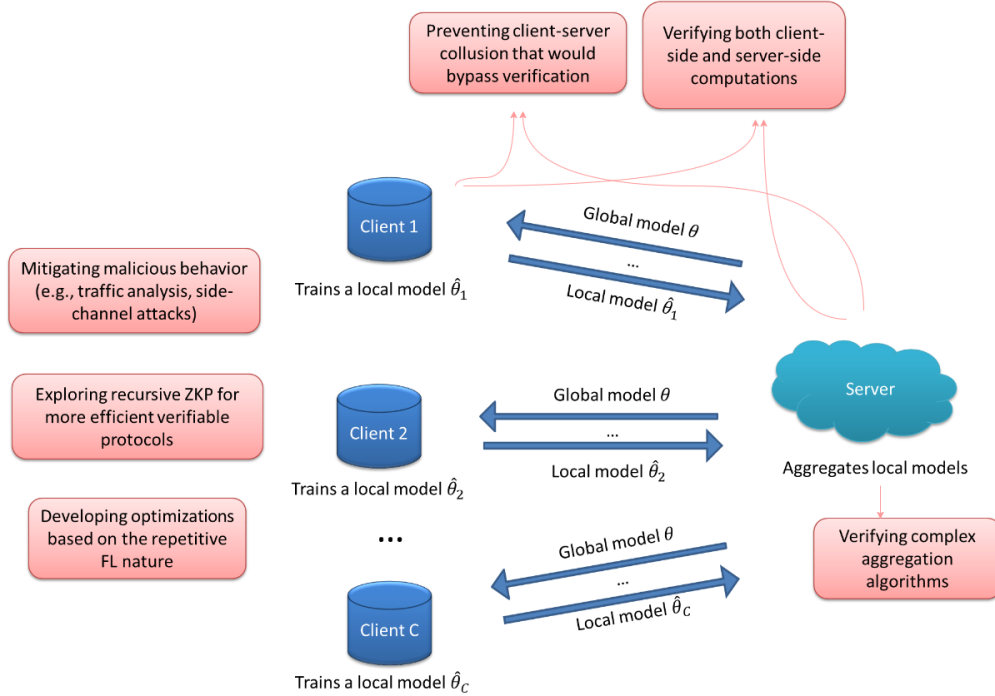 Preventing client-server
collusion that would
bypass verification
Verifying both client-
side and server-side
computations
Client 1
Global model θ
...
Local model θ̂₁
Trains a local model θ̂₁
Mitigating malicious behavior
(e.g., traffic analysis, side-
channel attacks)
Server
Aggregates local models
Exploring recursive ZKP for
more efficient verifiable
protocols
Client 2
Global model θ
...
Local model θ̂₂
Trains a local model θ̂₂
Developing optimizations
based on the repetitive
FL nature
...
Global model θ
...
Local model θ̂_C
Verifying complex
aggregation
algorithms
Client C
Trains a local model θ̂_C